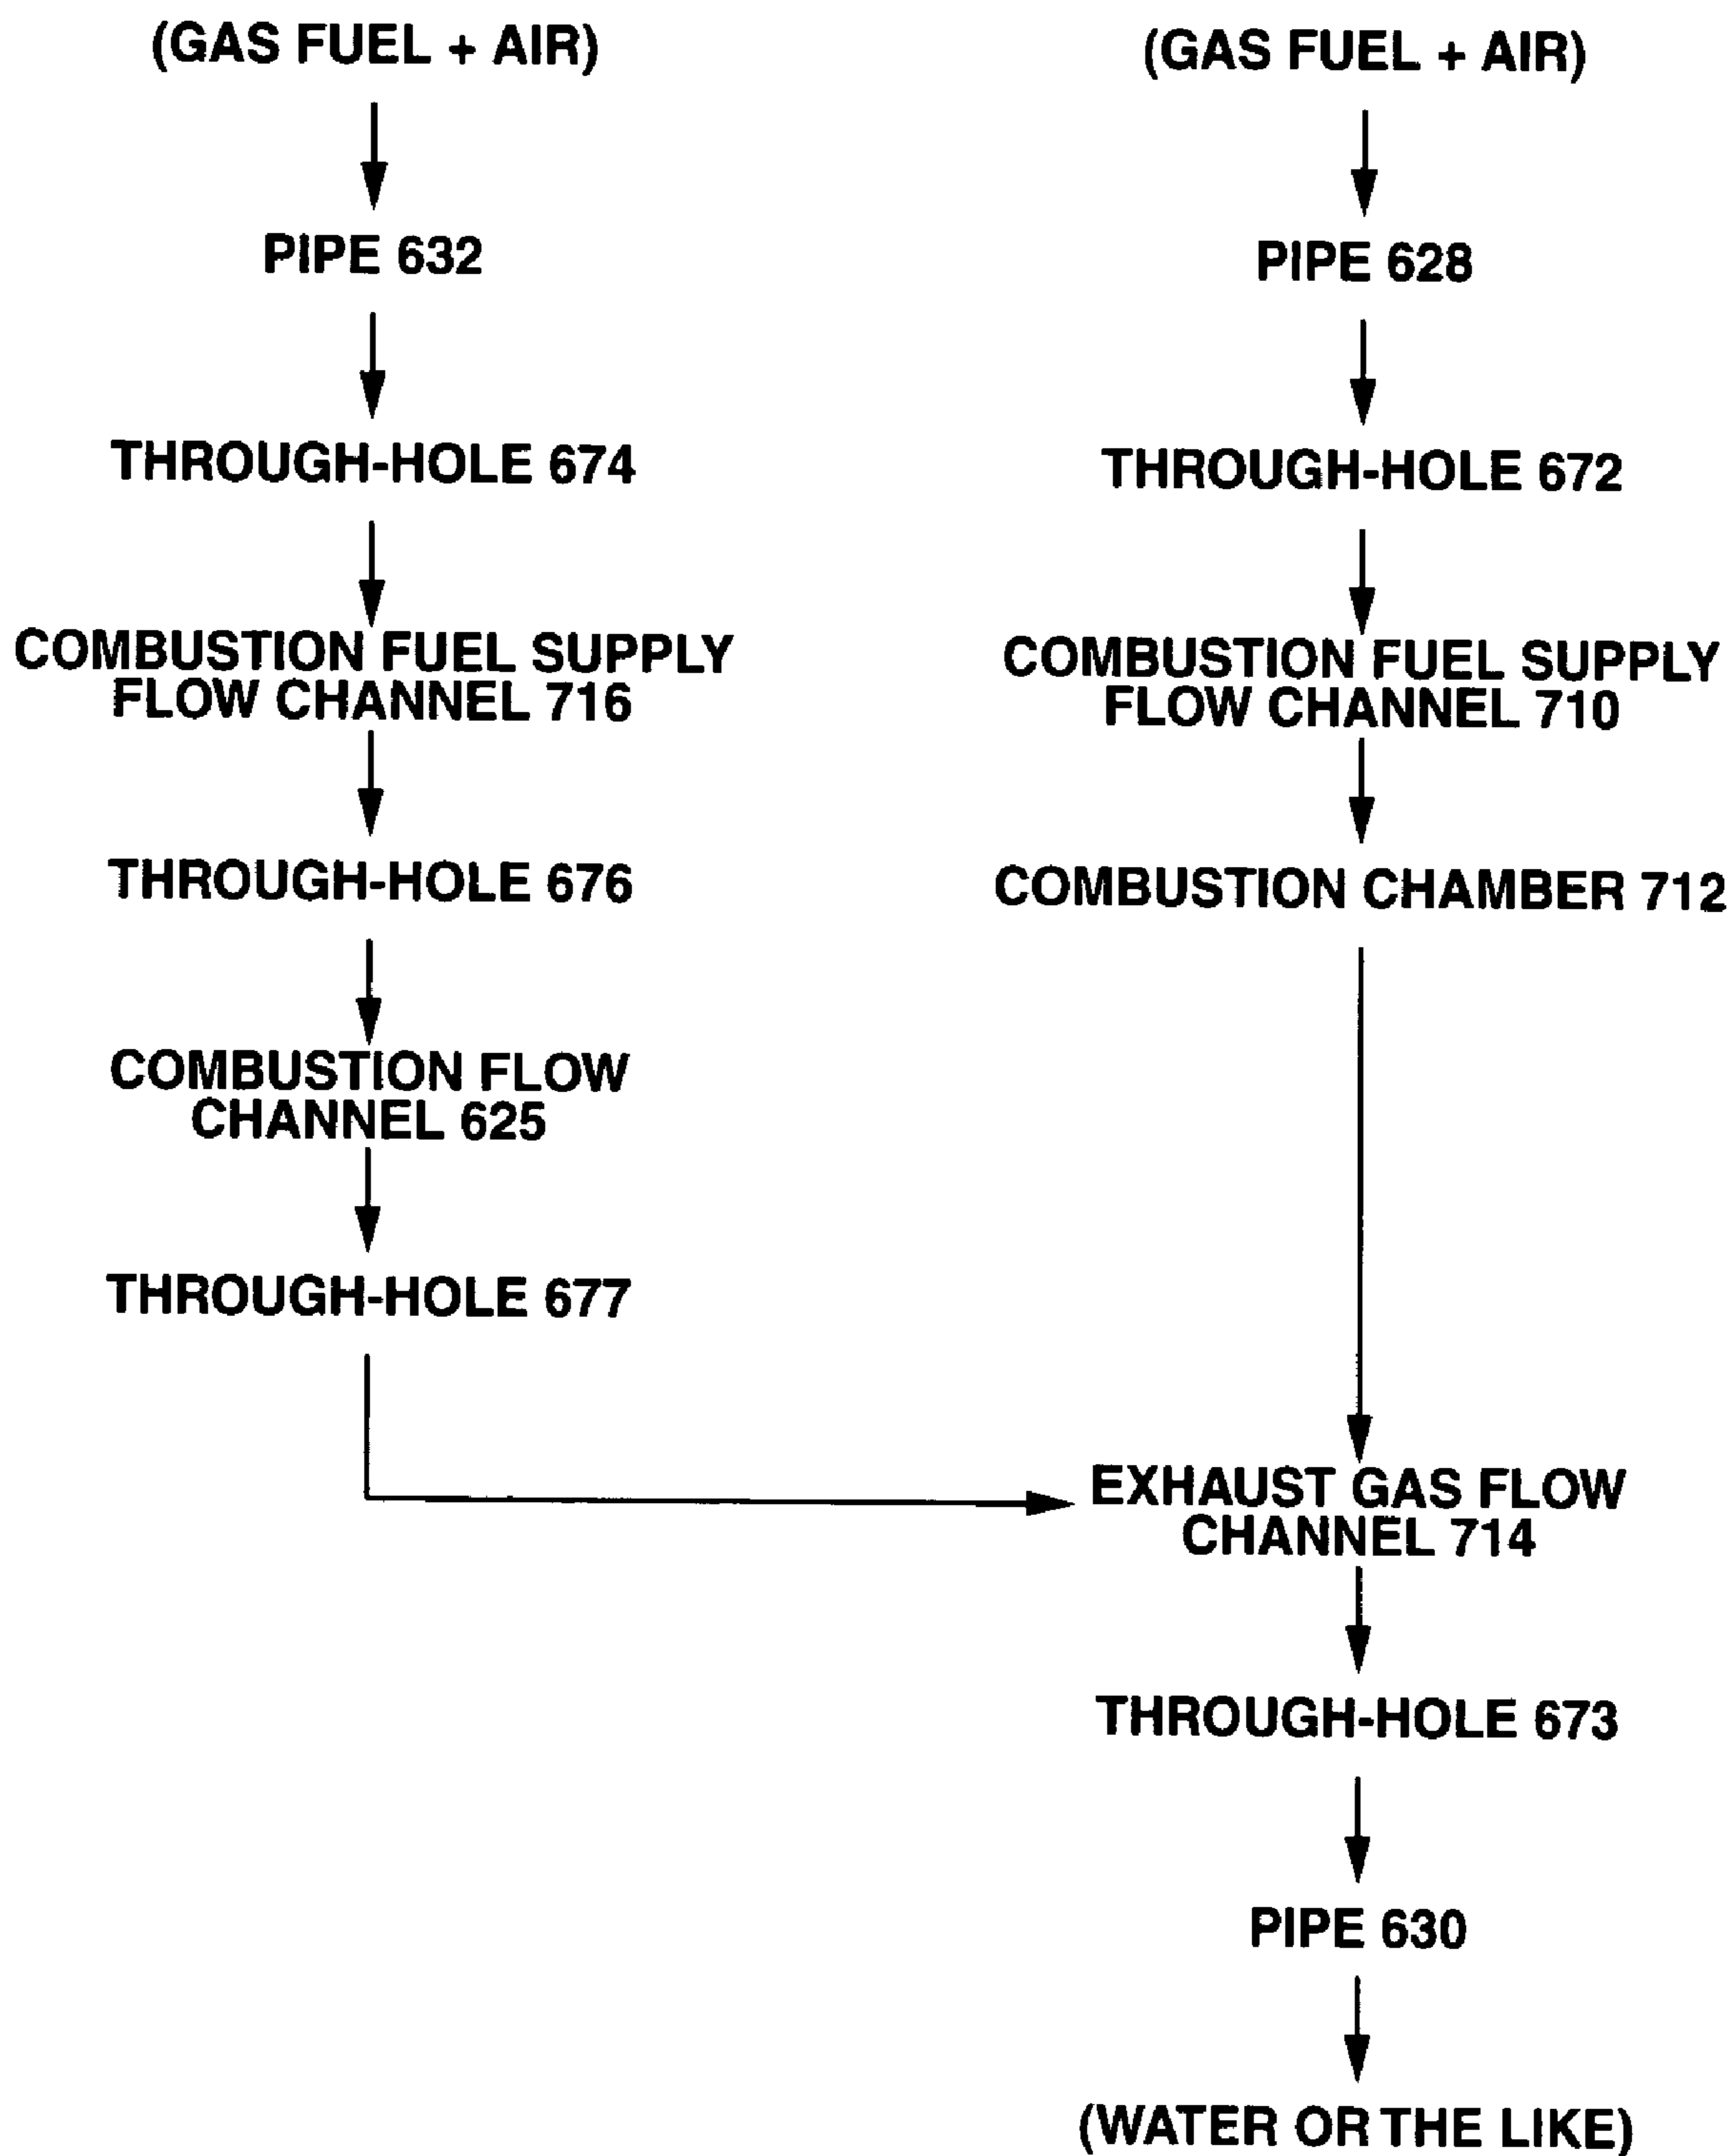 (GAS FUEL + AIR)
PIPE 632
THROUGH-HOLE 674
COMBUSTION FUEL SUPPLY
FLOW CHANNEL 716
THROUGH-HOLE 676
COMBUSTION FLOW
CHANNEL 625
THROUGH-HOLE 677
(GAS FUEL + AIR)
PIPE 628
THROUGH-HOLE 672
COMBUSTION FUEL SUPPLY
FLOW CHANNEL 710
COMBUSTION CHAMBER 712
EXHAUST GAS FLOW
CHANNEL 714
THROUGH-HOLE 673
PIPE 630
(WATER OR THE LIKE)